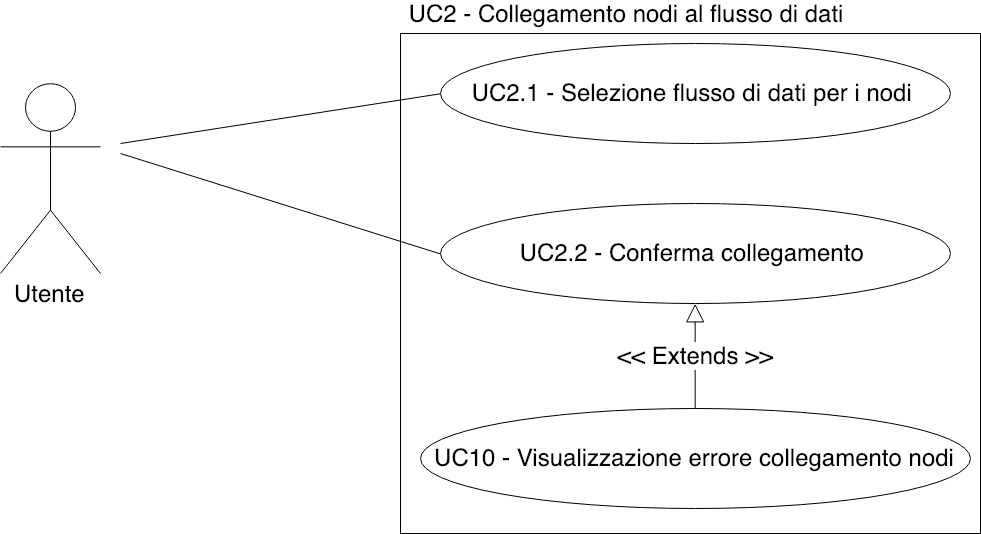 UC2 - Collegamento nodi al flusso di dati
UC2.1 - Selezione flusso di dati per i nodi
UC2.2 - Conferma collegamento
Utente
<< Extends >>
UC10 - Visualizzazione errore collegamento nodi